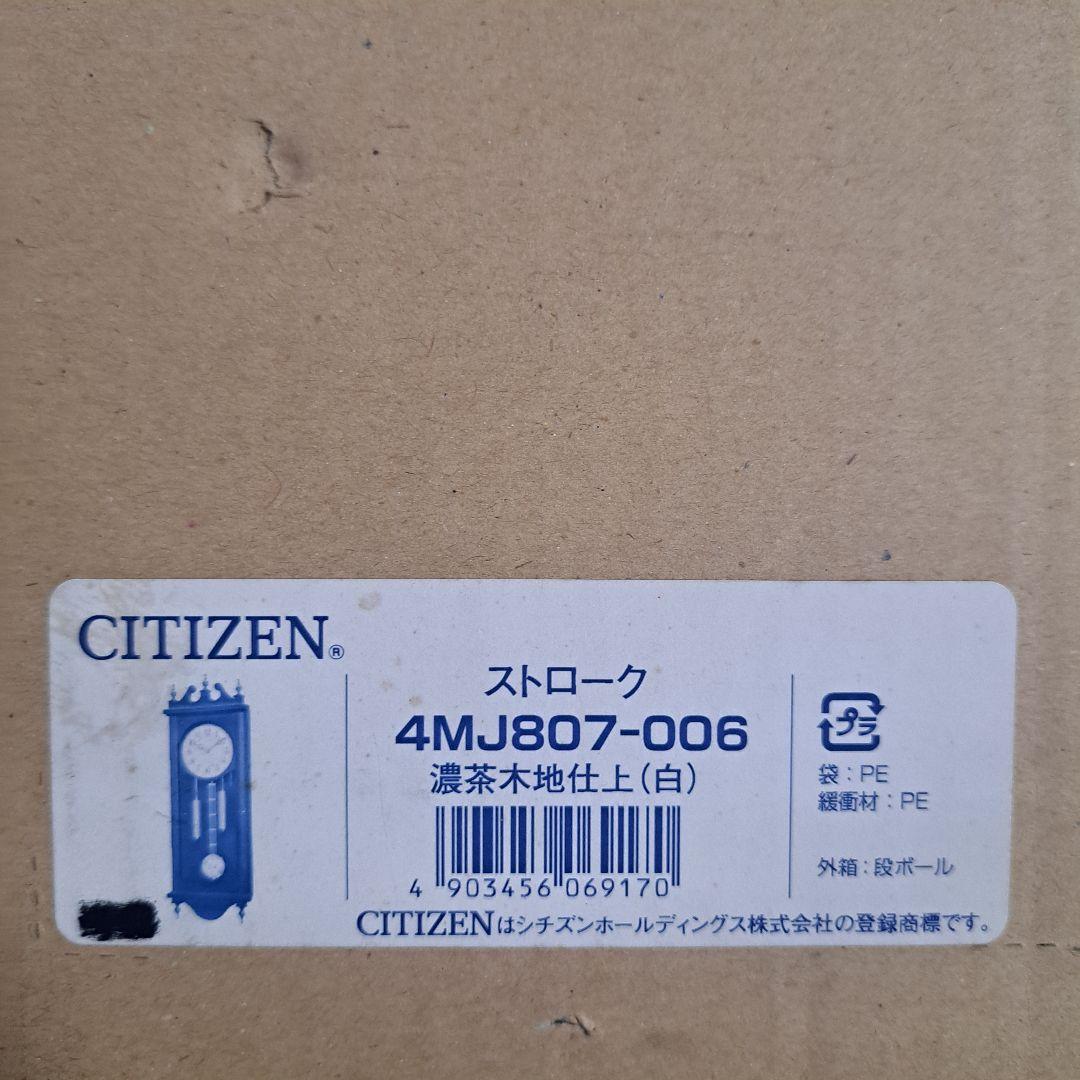 CITIZEN®
ストローク
4MJ807-006
濃茶木地仕上(白)
4 903456 069170
プラ
袋:PE
緩衝材:PE
外箱:段ボール
CITIZENはシチズンホールディングス株式会社の登録商標です。